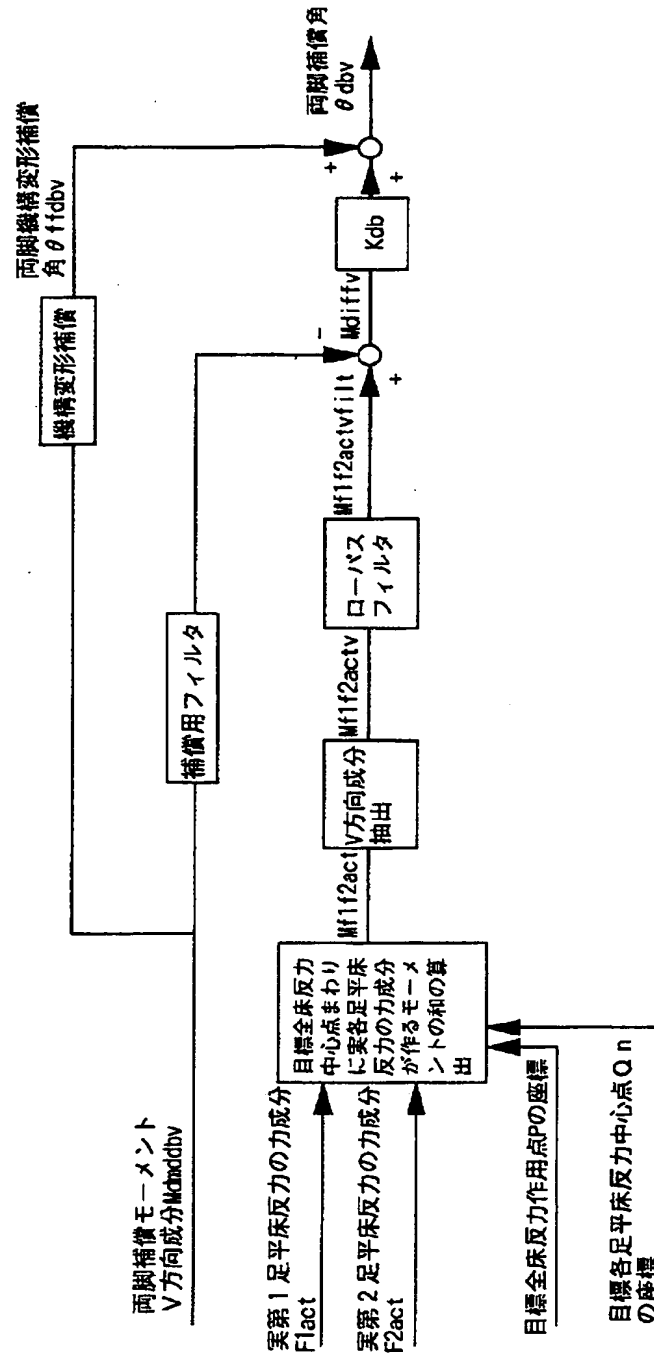 両脚補償角
θdbv
両脚機構変形補償
角θffdbv
機構変形補償
+
+
Kdb
Mdiffv
-
+
Mf1f2actvfilt
補償用フィルタ
ローパス
フィルタ
Mf1f2actv
V方向成分
抽出
Mf1f2act
目標全床反力
中心点まわり
に実各足平床
反力の力成分
が作るモーメ
ントの和の算
出
両脚補償モーメント
V方向成分Mdmddbv
実第1足平床反力の力成分
F1act
実第2足平床反力の力成分
F2act
目標全床反力作用点Pの座標
目標各足平床反力中心点Qn
の座標